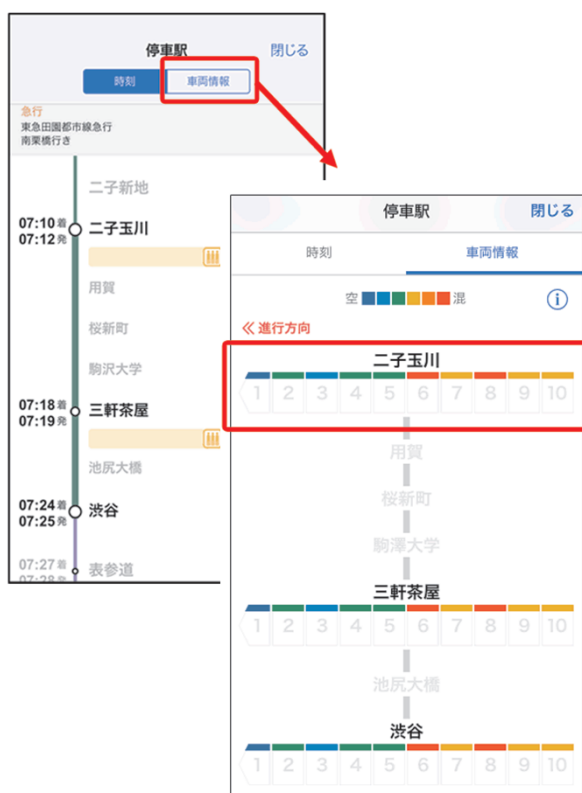 停車駅
閉じる
時刻
車両情報
急行
東急田園都市線急行
南栗橋行き
二子新地
07:10着
07:12発
二子玉川
用賀
桜新町
駒沢大学
07:18着
07:19発
三軒茶屋
池尻大橋
07:24着
07:25発
渋谷
07:27着
07:28発
表参道
停車駅
閉じる
時刻
車両情報
空
混
i
《 進行方向
二子玉川
1 2 3 4 5 6 7 8 9 10
用賀
桜新町
駒澤大学
三軒茶屋
1 2 3 4 5 6 7 8 9 10
池尻大橋
渋谷
1 2 3 4 5 6 7 8 9 10